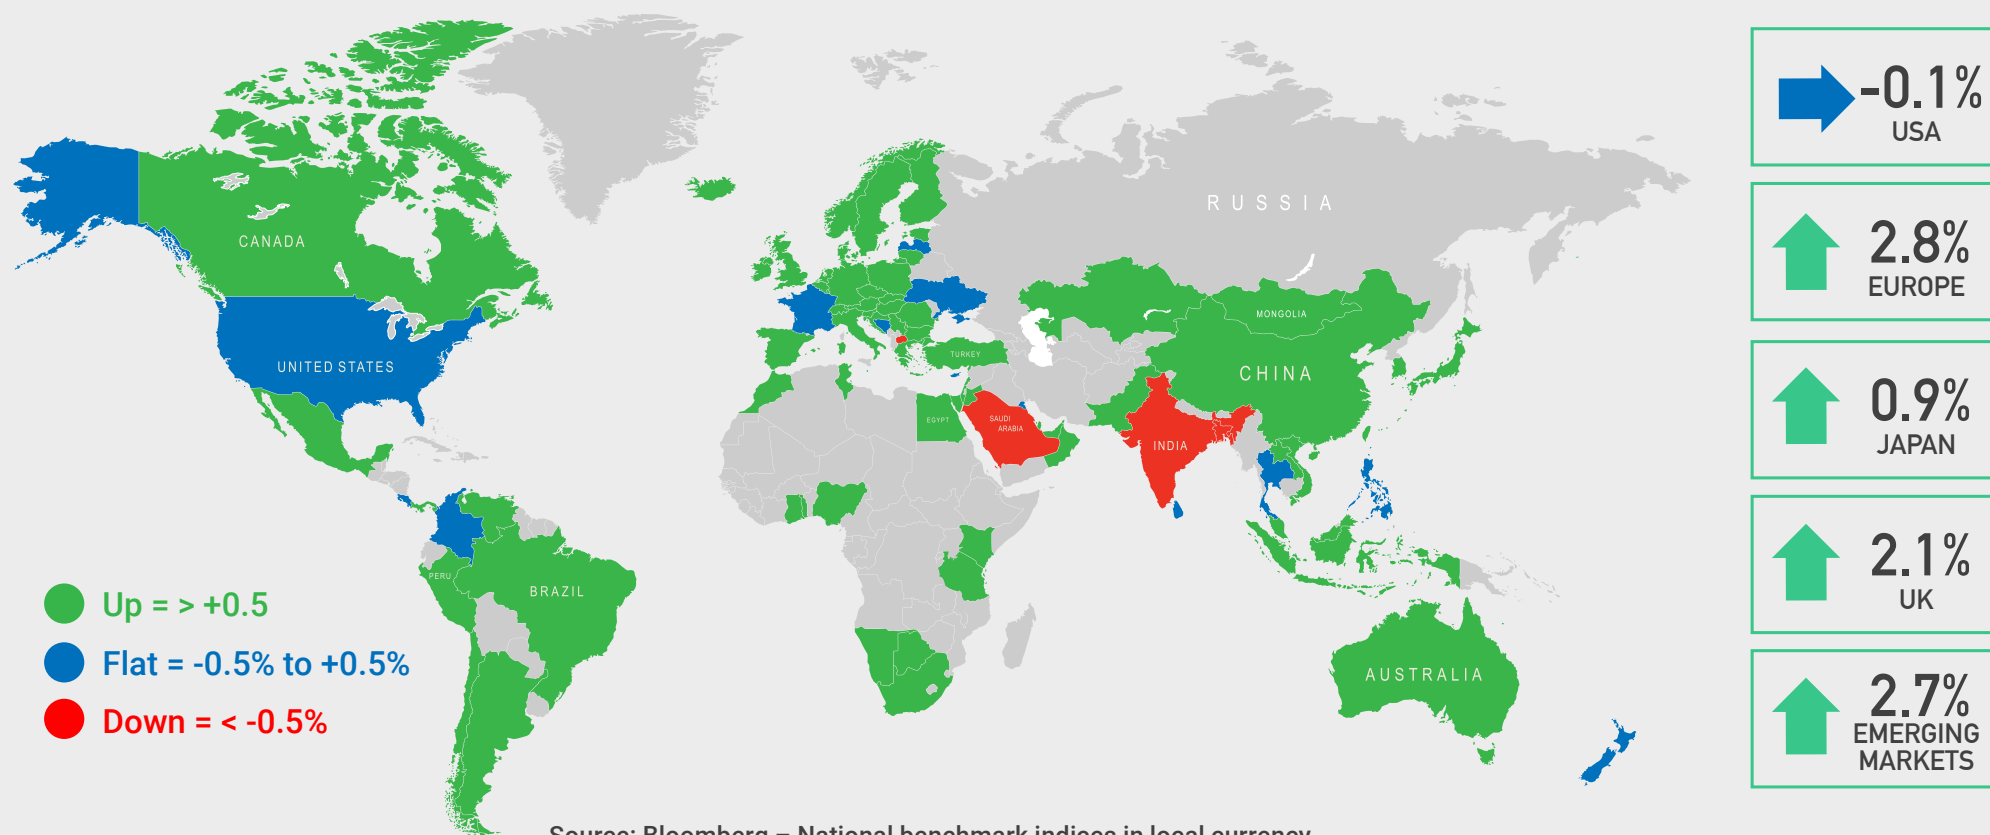 RUSSIA
CANADA
MONGOLIA
UNITED STATES
TURKEY
CHINA
EGYPT
SAUDI
ARABIA
INDIA
PERU
BRAZIL
AUSTRALIA
Up = > +0.5
Flat = -0.5% to +0.5%
Down = < -0.5%
-0.1%
USA
2.8%
EUROPE
0.9%
JAPAN
2.1%
UK
2.7%
EMERGING
MARKETS
Source: Bloomberg – National benchmark indices in local currency